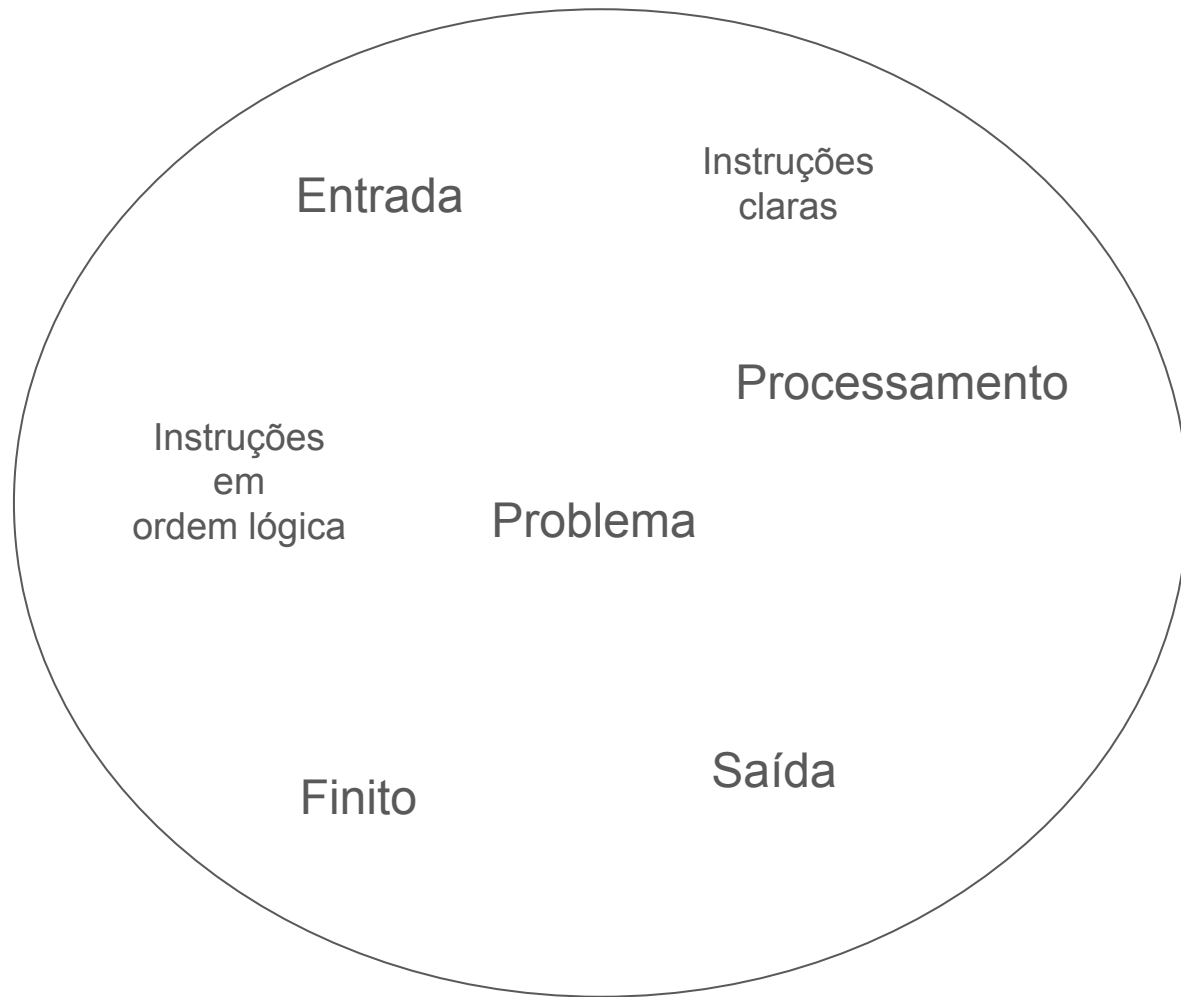 Entrada
Instruções
claras
Processamento
Instruções
em
ordem lógica
Problema
Finito
Saída